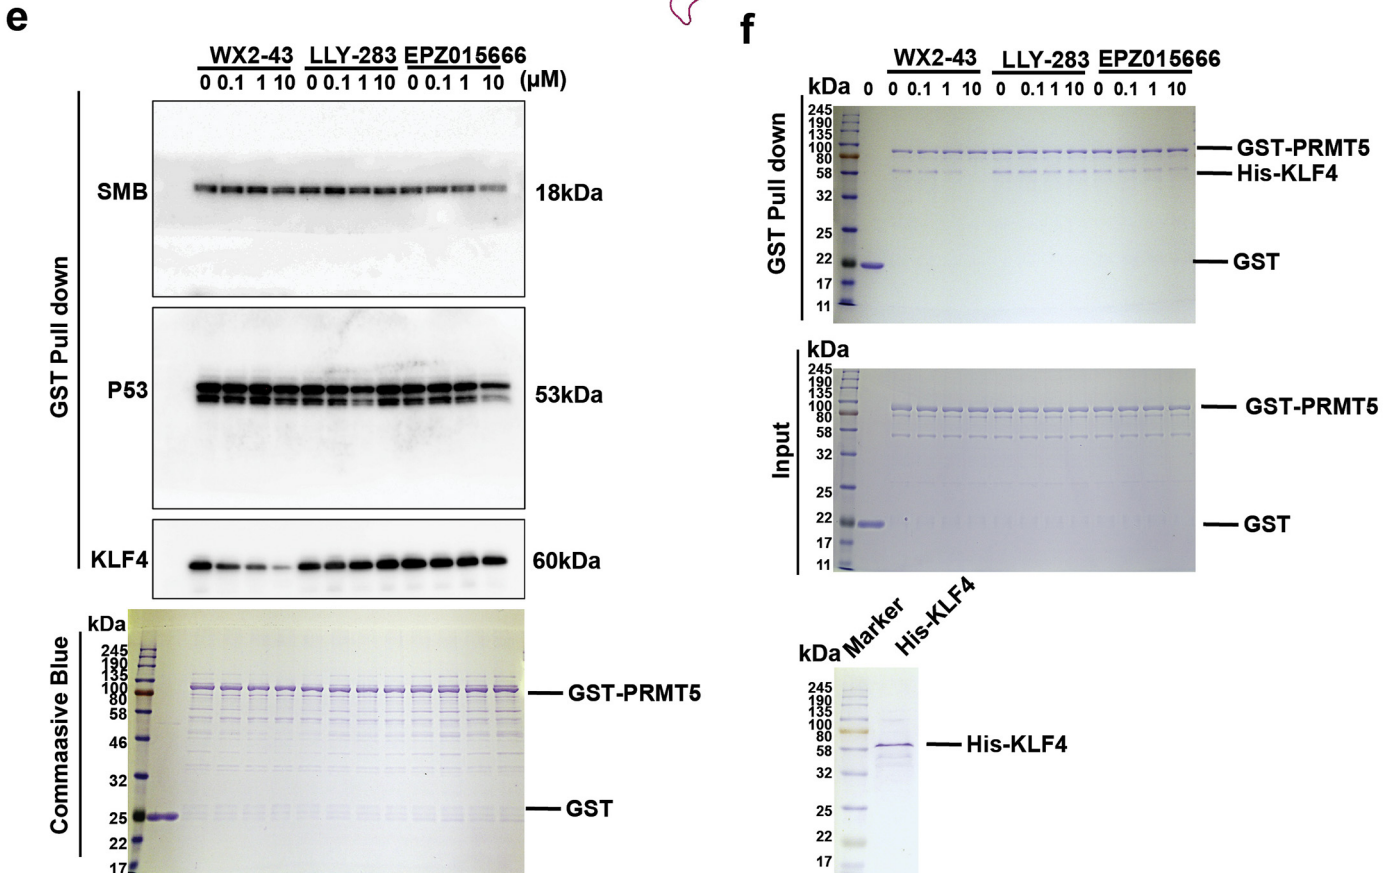 e
WX2-43 LLY-283 EPZ015666
0 0.1 1 10 0 0.1 1 10 0 0.1 1 10 (μM)
GST Pull down
SMB 18kDa
P53 53kDa
KLF4 60kDa
Commaasive Blue
kDa
245
190
135
100
80
58
46
32
25
22
17
GST-PRMT5
GST
f
WX2-43 LLY-283 EPZ015666
kDa 0 0 0.1 1 10 0 0.1 1 10 0 0.1 1 10
GST Pull down
245
190
135
100
80
58
32
25
22
17
11
GST-PRMT5
His-KLF4
GST
Input
kDa
245
190
135
100
80
58
32
25
22
17
11
GST-PRMT5
GST
kDa Marker His-KLF4
245
190
135
100
80
58
32
25
22
17
His-KLF4